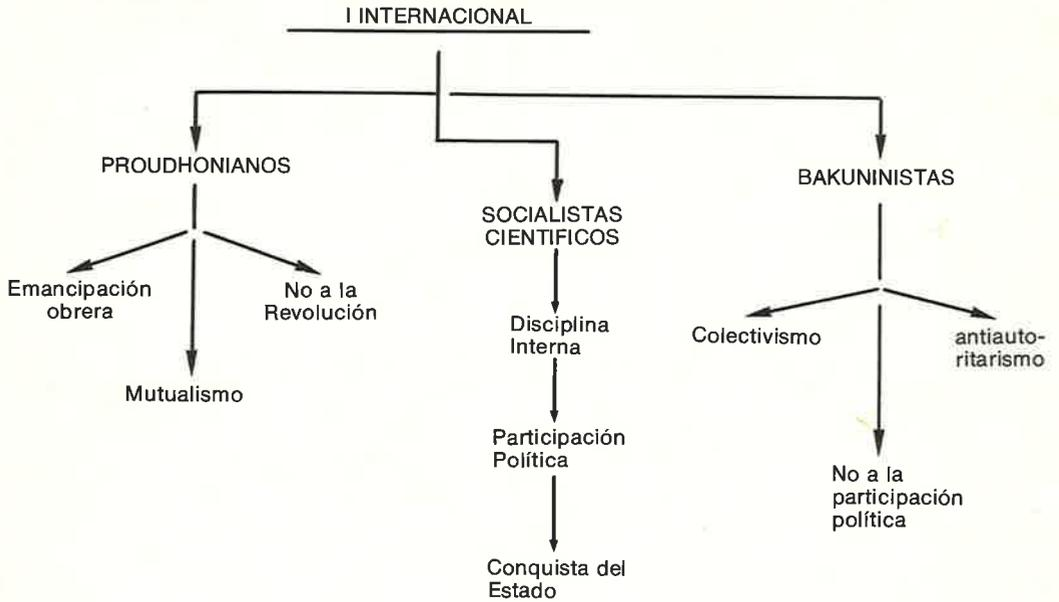 I INTERNACIONAL
PROUDHONIANOS
Emancipación
obrera
No a la
Revolución
Mutualismo
SOCIALISTAS
CIENTIFICOS
Disciplina
Interna
Participación
Política
Conquista del
Estado
BAKUNINISTAS
Colectivismo
antiauto-
ritarismo
No a la
participación
política